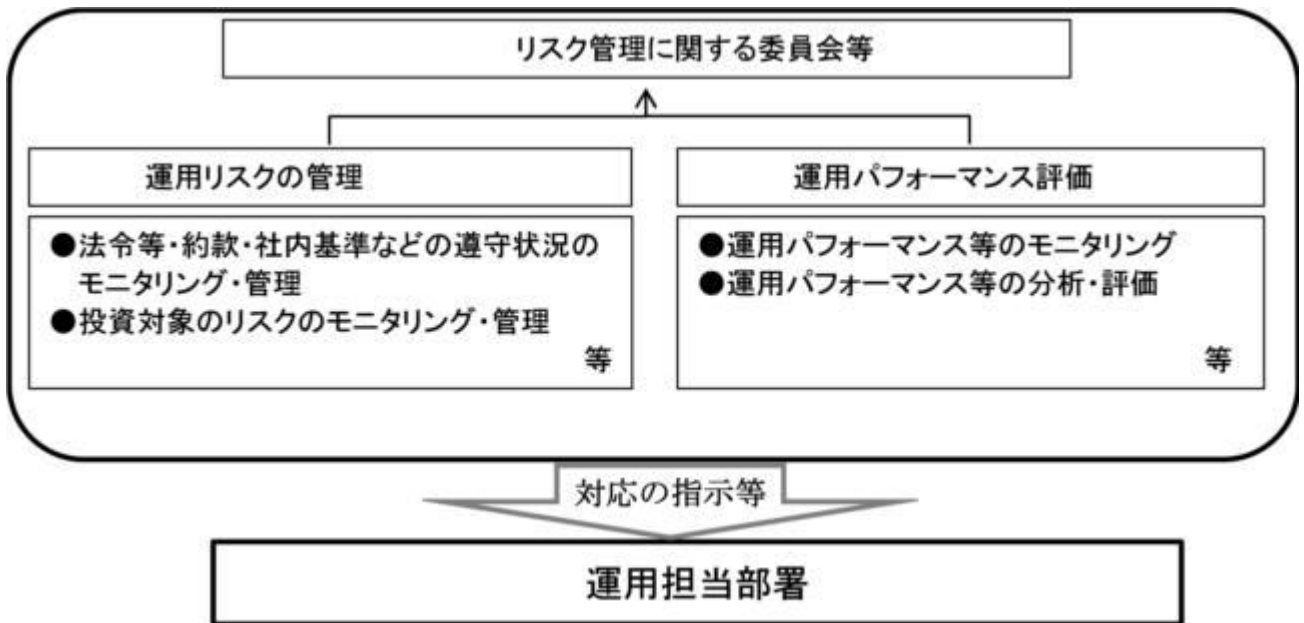 リスク管理に関する委員会等
運用リスクの管理
●法令等・約款・社内基準などの遵守状況の
モニタリング・管理
●投資対象のリスクのモニタリング・管理
等
運用パフォーマンス評価
●運用パフォーマンス等のモニタリング
●運用パフォーマンス等の分析・評価
等
対応の指示等
運用担当部署